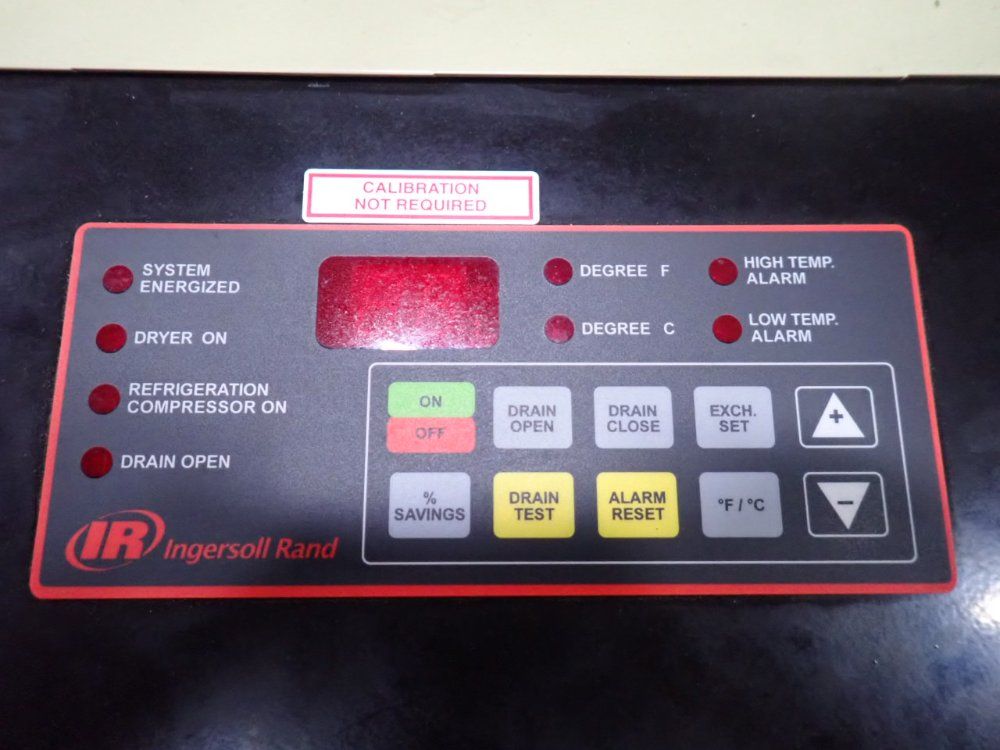 CALIBRATION
NOT REQUIRED
SYSTEM
ENERGIZED
DRYER ON
REFRIGERATION
COMPRESSOR ON
DRAIN OPEN
DEGREE F
DEGREE C
HIGH TEMP.
ALARM
LOW TEMP.
ALARM
ON
OFF
DRAIN
OPEN
DRAIN
CLOSE
EXCH.
SET
+
%
SAVINGS
DRAIN
TEST
ALARM
RESET
°F / °C
−
IR Ingersoll Rand